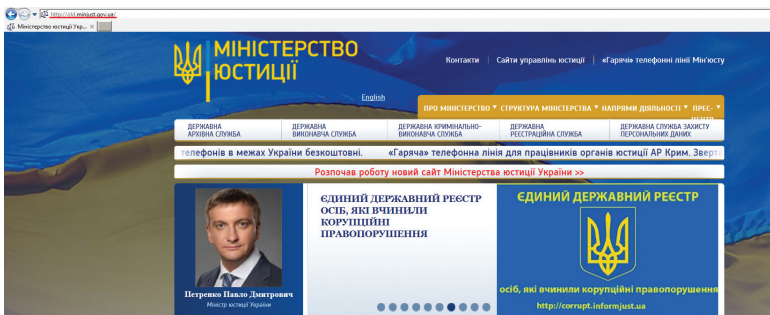 http://old.minjust.gov.ua/
Міністерство юстиції Укр...
МІНІСТЕРСТВО
ЮСТИЦІЇ
Контакти | Сайти управлінь юстиції | «Гарячі» телефонні лінії Мін'юсту
English
ПРО МІНІСТЕРСТВО СТРУКТУРА МІНІСТЕРСТВА НАПРЯМИ ДІЯЛЬНОСТІ ПРЕС-
ЦЕНТР
ДЕРЖАВНА
АРХІВНА СЛУЖБА
ДЕРЖАВНА
ВИКОНАВЧА СЛУЖБА
ДЕРЖАВНА КРИМІНАЛЬНО-
ВИКОНАВЧА СЛУЖБА
ДЕРЖАВНА
РЕЄСТРАЦІЙНА СЛУЖБА
ДЕРЖАВНА СЛУЖБА ЗАХИСТУ
ПЕРСОНАЛЬНИХ ДАНИХ
телефонів в межах України безкоштовні. «Гаряча» телефонна лінія для працівників органів юстиції АР Крим. Зверта
Розпочав роботу новий сайт Міністерства юстиції України >>
Петренко Павло Дмитрович
Міністр юстиції України
ЄДИНИЙ ДЕРЖАВНИЙ РЕЄСТР
ОСІБ, ЯКІ ВЧИНИЛИ
КОРУПЦІЙНІ
ПРАВОПОРУШЕННЯ
ЄДИНИЙ ДЕРЖАВНИЙ РЕЄСТР
осіб, які вчинили корупційні правопорушення
http://corrupt.informjust.ua